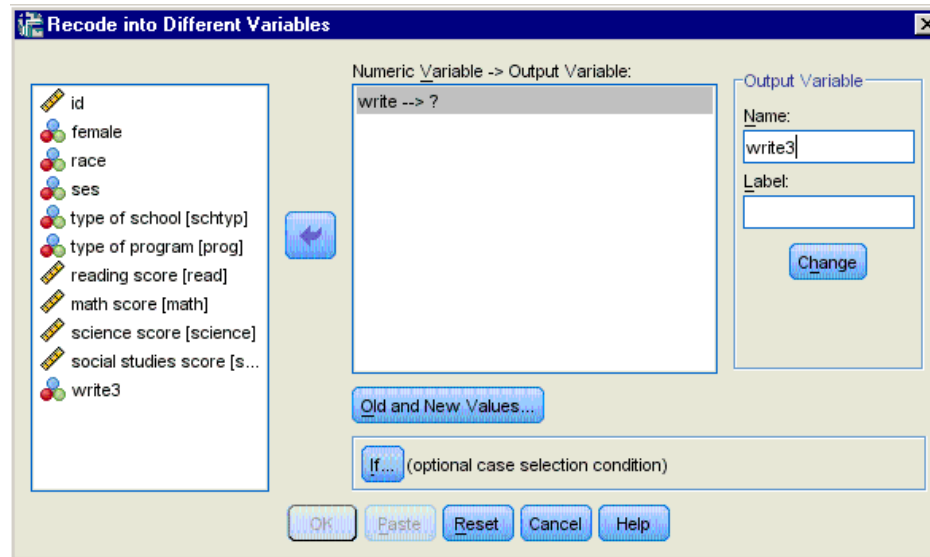 Recode into Different Variables
id
female
race
ses
type of school [schtyp]
type of program [prog]
reading score [read]
math score [math]
science score [science]
social studies score [s...
write3
Numeric Variable -> Output Variable:
write --> ?
Old and New Values...
If... (optional case selection condition)
Output Variable
Name:
write3
Label:
Change
OK Paste Reset Cancel Help